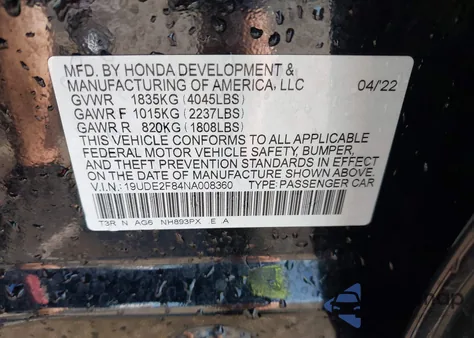 MFD. BY HONDA DEVELOPMENT &
MANUFACTURING OF AMERICA, LLC 04/22
GVWR 1835KG (4045LBS)
GAWR F 1015KG (2237LBS)
GAWR R 820KG (1808LBS)
THIS VEHICLE CONFORMS TO ALL APPLICABLE
FEDERAL MOTOR VEHICLE SAFETY, BUMPER,
AND THEFT PREVENTION STANDARDS IN EFFECT
ON THE DATE OF MANUFACTURE SHOWN ABOVE.
V.I.N.: 19UDE2F84NA008360 TYPE: PASSENGER CAR
T3R N AG6 NH893PX E A